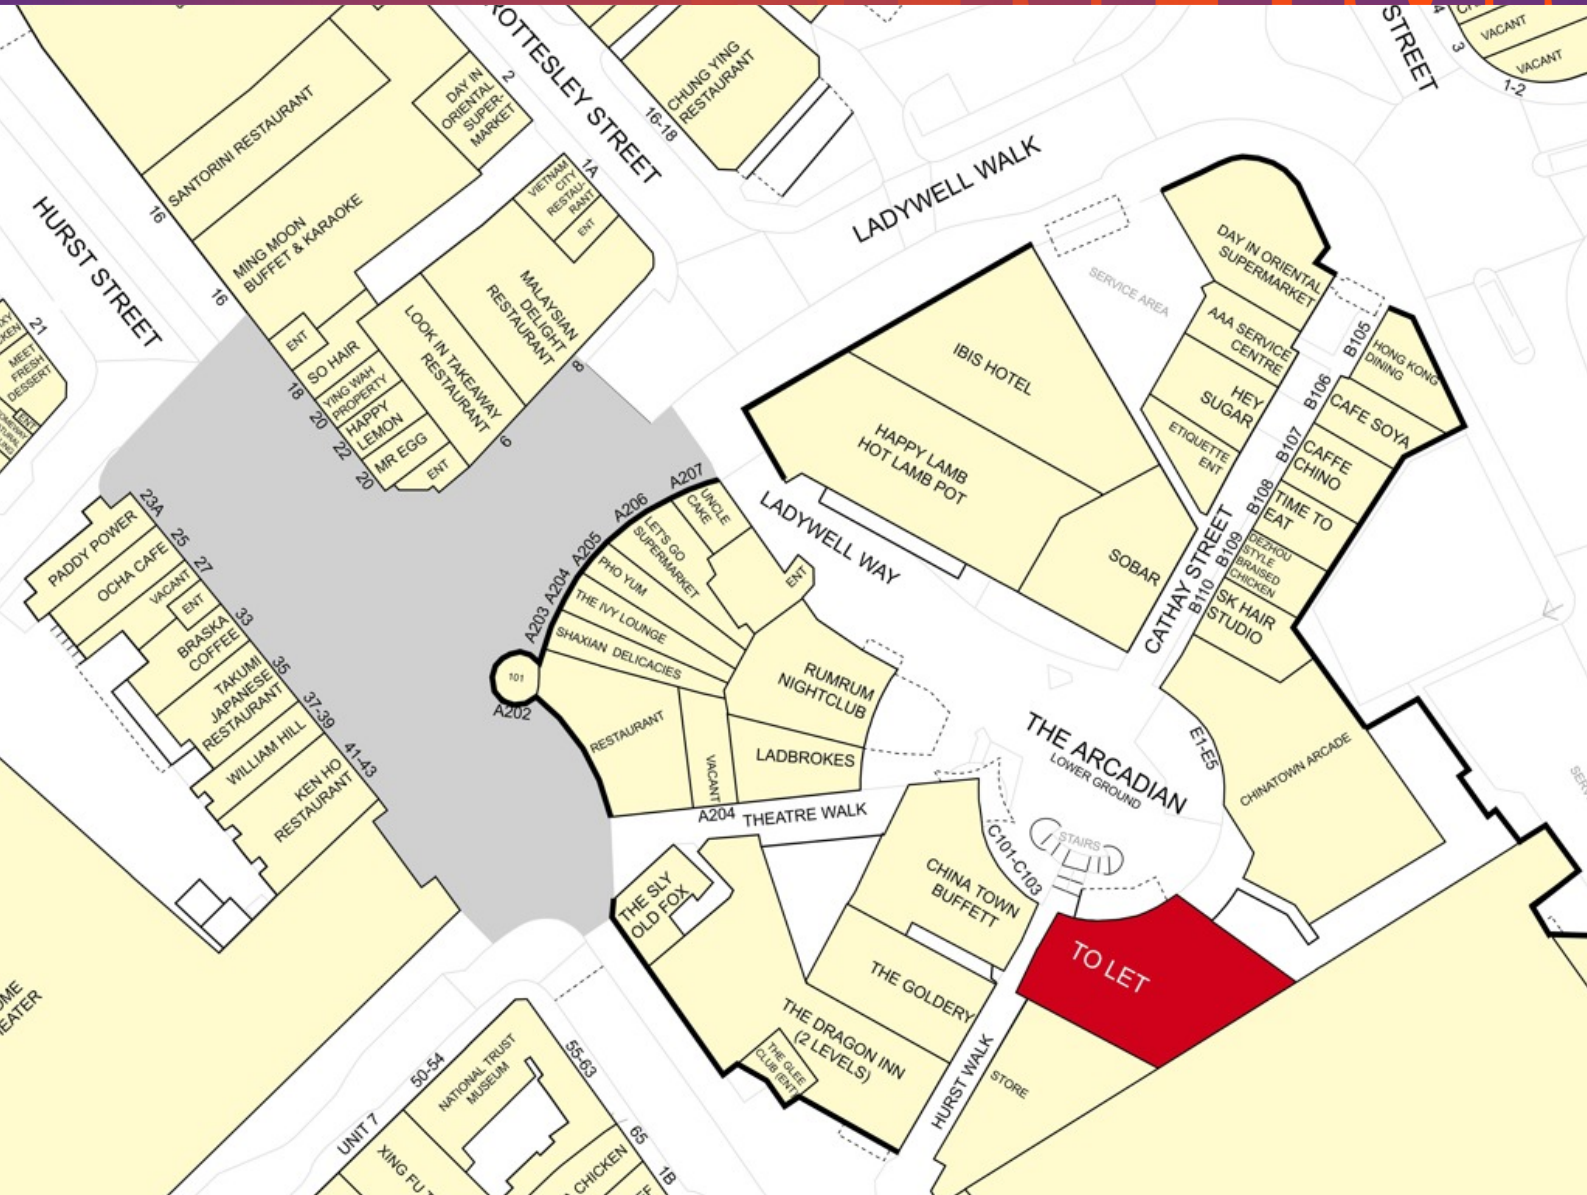 ROTTESLEY STREET
STREET
3
1-2
VACANT
VACANT
SANTORINI RESTAURANT
16
DAY IN
ORIENTAL
SUPER-
MARKET
2
CHUNG YING
RESTAURANT
16-18
HURST STREET
MING MOON
BUFFET & KARAOKE
16
VIETNAM
CITY
RESTAU-
RANT
1A
ENT
LADYWELL WALK
21
MEET
FRESH
DESSERT
ENT
ENT
SO HAIR
18
YING WAH
PROPERTY
20
HAPPY
LEMON
22
MR EGG
20
ENT
LOOK IN TAKEAWAY
RESTAURANT
6
MALAYSIAN
DELIGHT
RESTAURANT
8
SERVICE AREA
IBIS HOTEL
HAPPY LAMB
HOT LAMB POT
SOBAR
DAY IN ORIENTAL
SUPERMARKET
AAA SERVICE
CENTRE
HEY
SUGAR
ETIQUETTE
ENT
B105
HONG KONG
DINING
B106
CAFE SOYA
B107
CAFFE
CHINO
B108
TIME TO
EAT
B109
DEZHOU
STYLE
BRAISED
CHICKEN
B110
SK HAIR
STUDIO
CATHAY STREET
LADYWELL WAY
23A
PADDY POWER
25
OCHA CAFE
27
VACANT
ENT
33
BRASKA
COFFEE
35
TAKUMI
JAPANESE
RESTAURANT
37-39
WILLIAM HILL
41-43
KEN HO
RESTAURANT
A207
UNCLE
CAKE
A206
LET'S GO
SUPERMARKET
A205
PHO YUM
A204
THE IVY LOUNGE
A203
SHAXIAN DELICACIES
ENT
101
A202
RESTAURANT
VACANT
RUMRUM
NIGHTCLUB
LADBROKES
A204
THEATRE WALK
THE ARCADIAN
LOWER GROUND
E1-E5
CHINATOWN ARCADE
STAIRS
C101-C103
CHINA TOWN
BUFFETT
THE SLY
OLD FOX
THE GOLDERY
THE DRAGON INN
(2 LEVELS)
THE GLEE
CLUB (ENT)
TO LET
HURST WALK
STORE
50-54
NATIONAL TRUST
MUSEUM
55-63
UNIT 7
XING FU
65
CHICKEN
1B